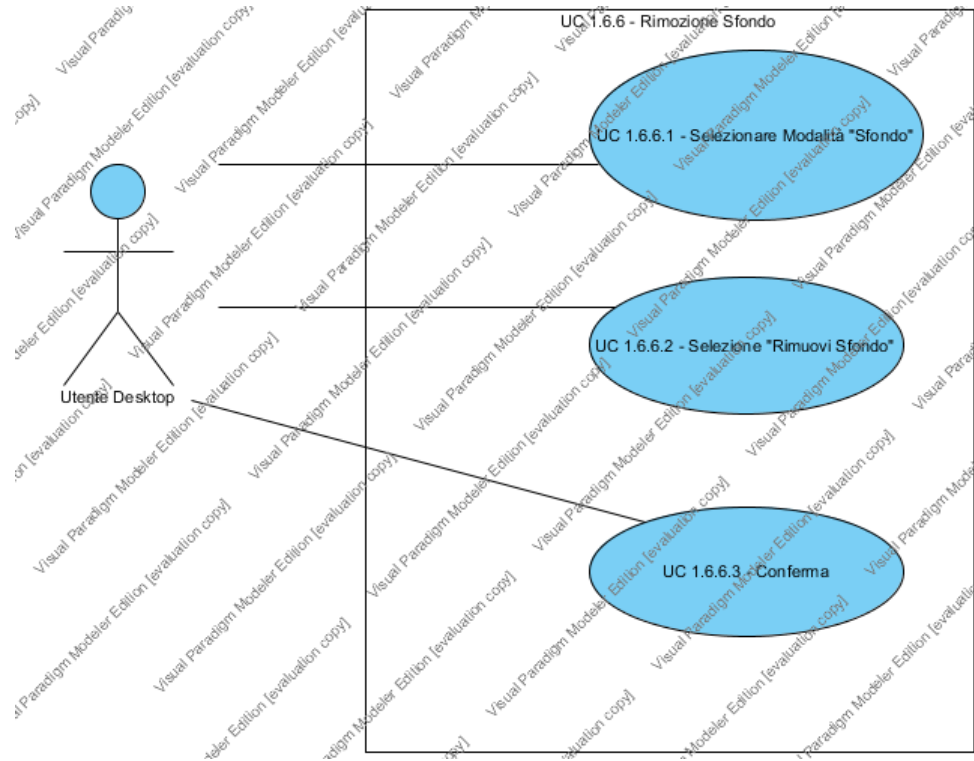 UC 1.6.6 - Rimozione Sfondo
UC 1.6.6.1 - Selezionare Modalità "Sfondo"
UC 1.6.6.2 - Selezione "Rimuovi Sfondo"
Utente Desktop
UC 1.6.6.3 - Conferma
Visual Paradigm Modeler Edition [evaluation copy]